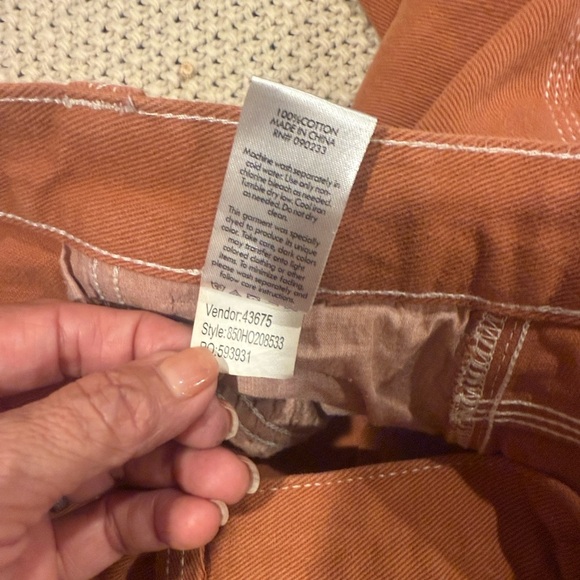 100%COTTON
MADE IN CHINA
RN# 090233
Machine wash separately in
cold water. Use only non-
chlorine bleach as needed.
Tumble dry low. Cool iron
as needed. Do not dry
clean.
This garment was specially
dyed to produce its unique
color. Take care, dark colors
may transfer onto light
colored clothing or other
items. To minimize fading,
please wash separately and
follow care instructions.
Vendor:43675
Style:850HO208533
PO:593931